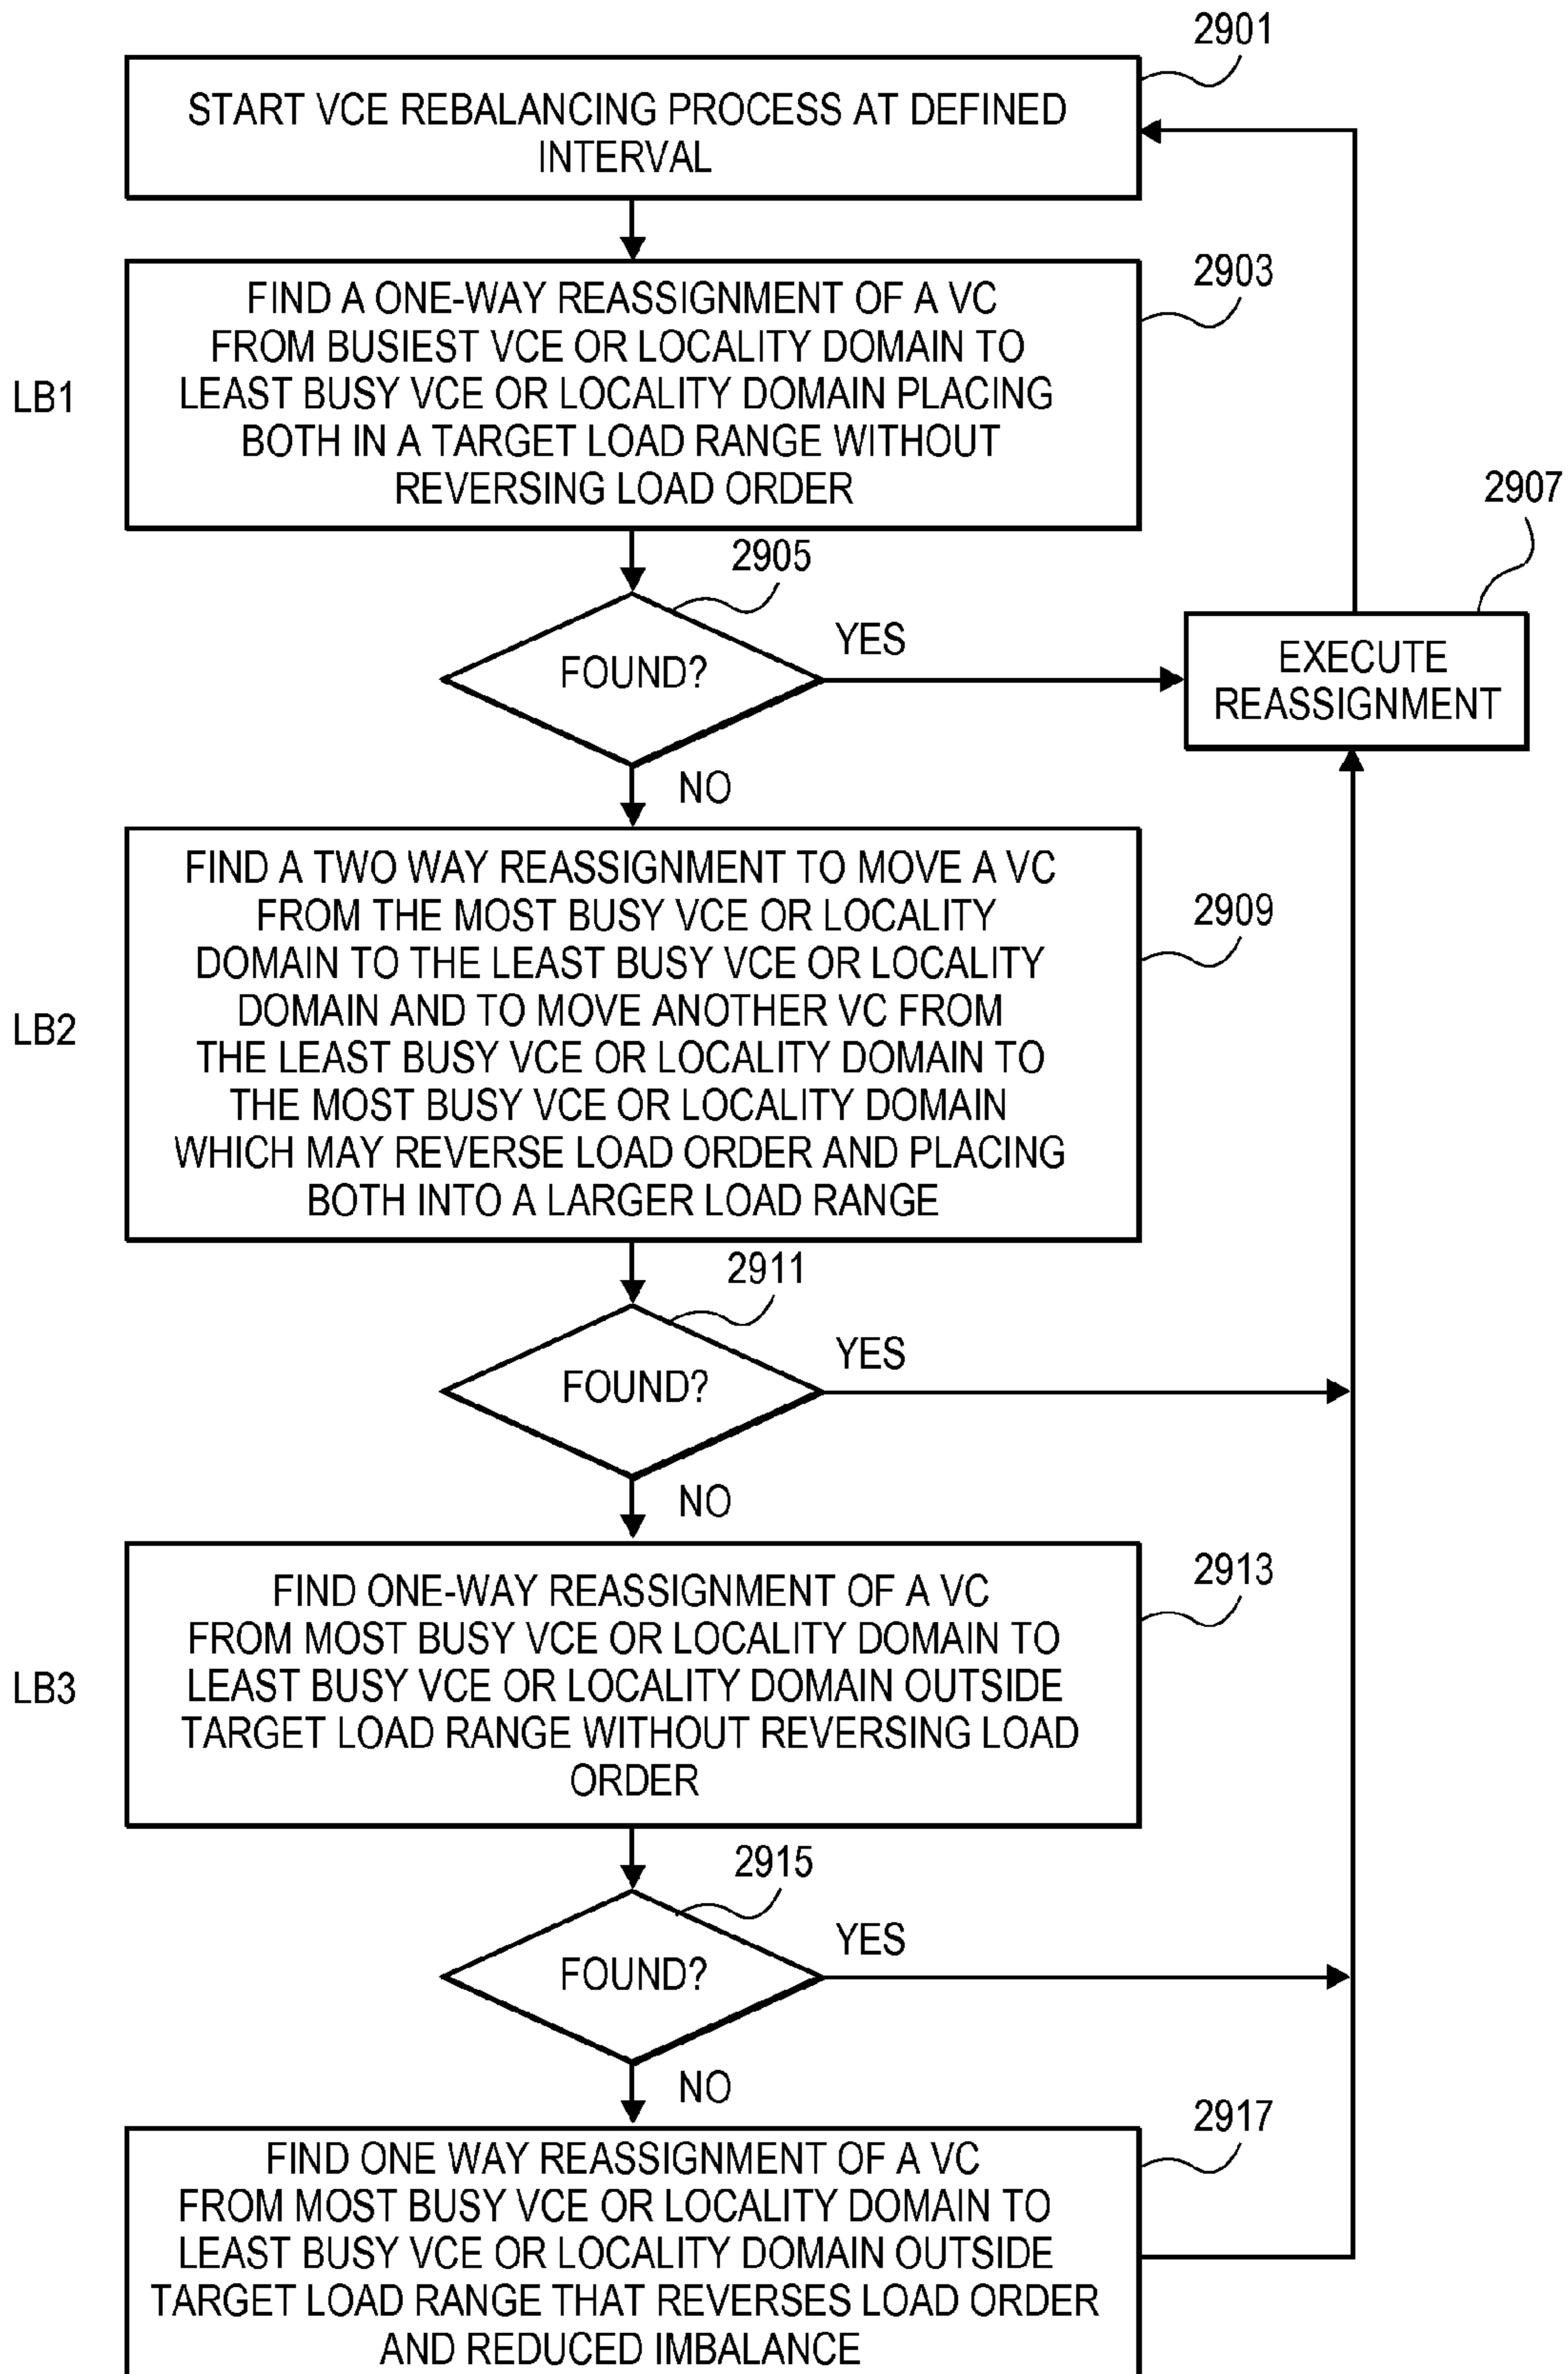 2901
START VCE REBALANCING PROCESS AT DEFINED
INTERVAL
2903
FIND A ONE-WAY REASSIGNMENT OF A VC
FROM BUSIEST VCE OR LOCALITY DOMAIN TO
LB1
LEAST BUSY VCE OR LOCALITY DOMAIN PLACING
BOTH IN A TARGET LOAD RANGE WITHOUT
REVERSING LOAD ORDER
2907
2905
YES
FOUND?
EXECUTE
REASSIGNMENT
NO
FIND A TWO WAY REASSIGNMENT TO MOVE A VC
FROM THE MOST BUSY VCE OR LOCALITY
2909
DOMAIN TO THE LEAST BUSY VCE OR LOCALITY
DOMAIN AND TO MOVE ANOTHER VC FROM
LB2
THE LEAST BUSY VCE OR LOCALITY DOMAIN TO
THE MOST BUSY VCE OR LOCALITY DOMAIN
WHICH MAY REVERSE LOAD ORDER AND PLACING
BOTH INTO A LARGER LOAD RANGE
2911
YES
FOUND?
NO
2913
FIND ONE-WAY REASSIGNMENT OF A VC
FROM MOST BUSY VCE OR LOCALITY DOMAIN TO
LB3
LEAST BUSY VCE OR LOCALITY DOMAIN OUTSIDE
TARGET LOAD RANGE WITHOUT REVERSING LOAD
ORDER
2915
YES
FOUND?
NO
2917
FIND ONE WAY REASSIGNMENT OF A VC
FROM MOST BUSY VCE OR LOCALITY DOMAIN TO
LEAST BUSY VCE OR LOCALITY DOMAIN OUTSIDE
TARGET LOAD RANGE THAT REVERSES LOAD ORDER
AND REDUCED IMBALANCE